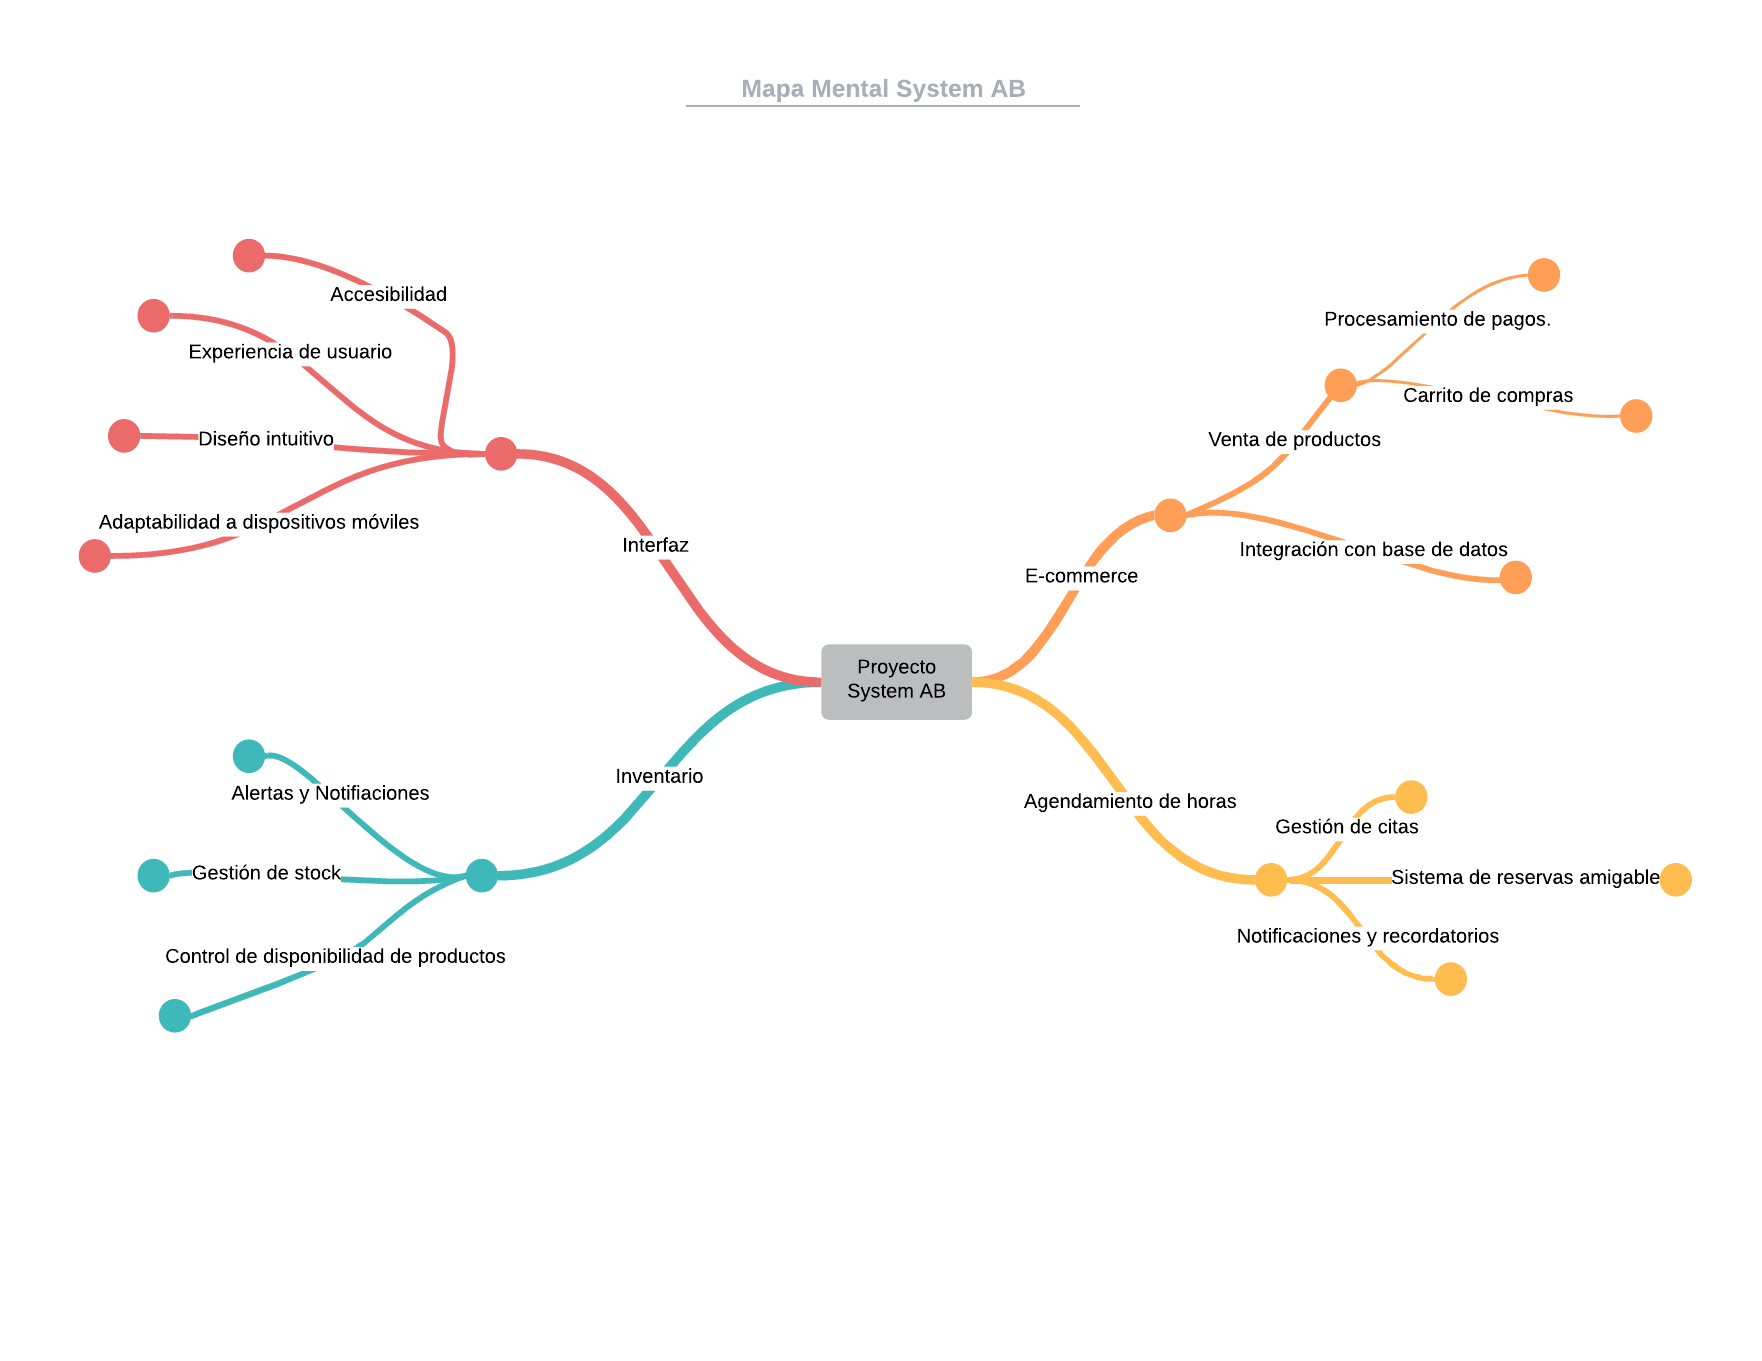 Mapa Mental System AB
Accesibilidad
Experiencia de usuario
Diseño intuitivo
Adaptabilidad a dispositivos móviles
Interfaz
Procesamiento de pagos.
Carrito de compras
Venta de productos
Integración con base de datos
E-commerce
Proyecto
System AB
Inventario
Alertas y Notifiaciones
Gestión de stock
Control de disponibilidad de productos
Agendamiento de horas
Gestión de citas
Sistema de reservas amigable
Notificaciones y recordatorios